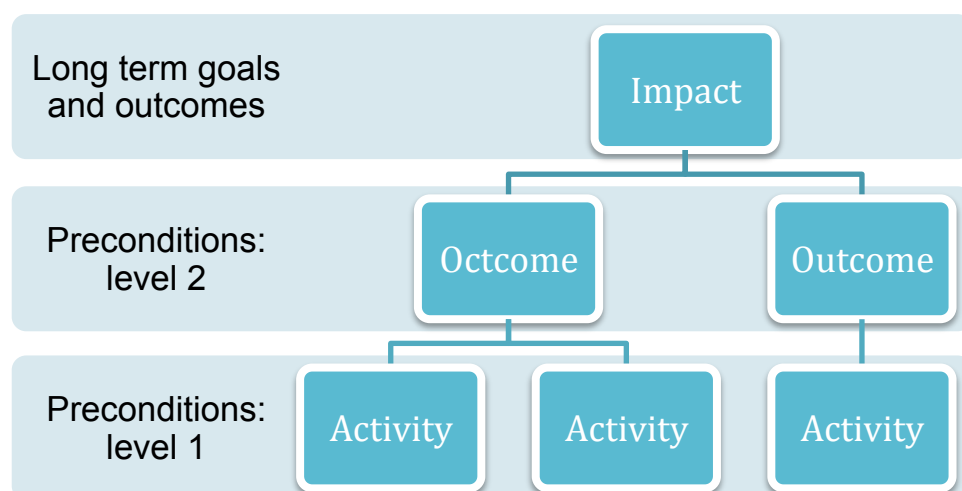 Long term goals
and outcomes
Impact
Preconditions:
level 2
Octcome
Outcome
Preconditions:
level 1
Activity
Activity
Activity